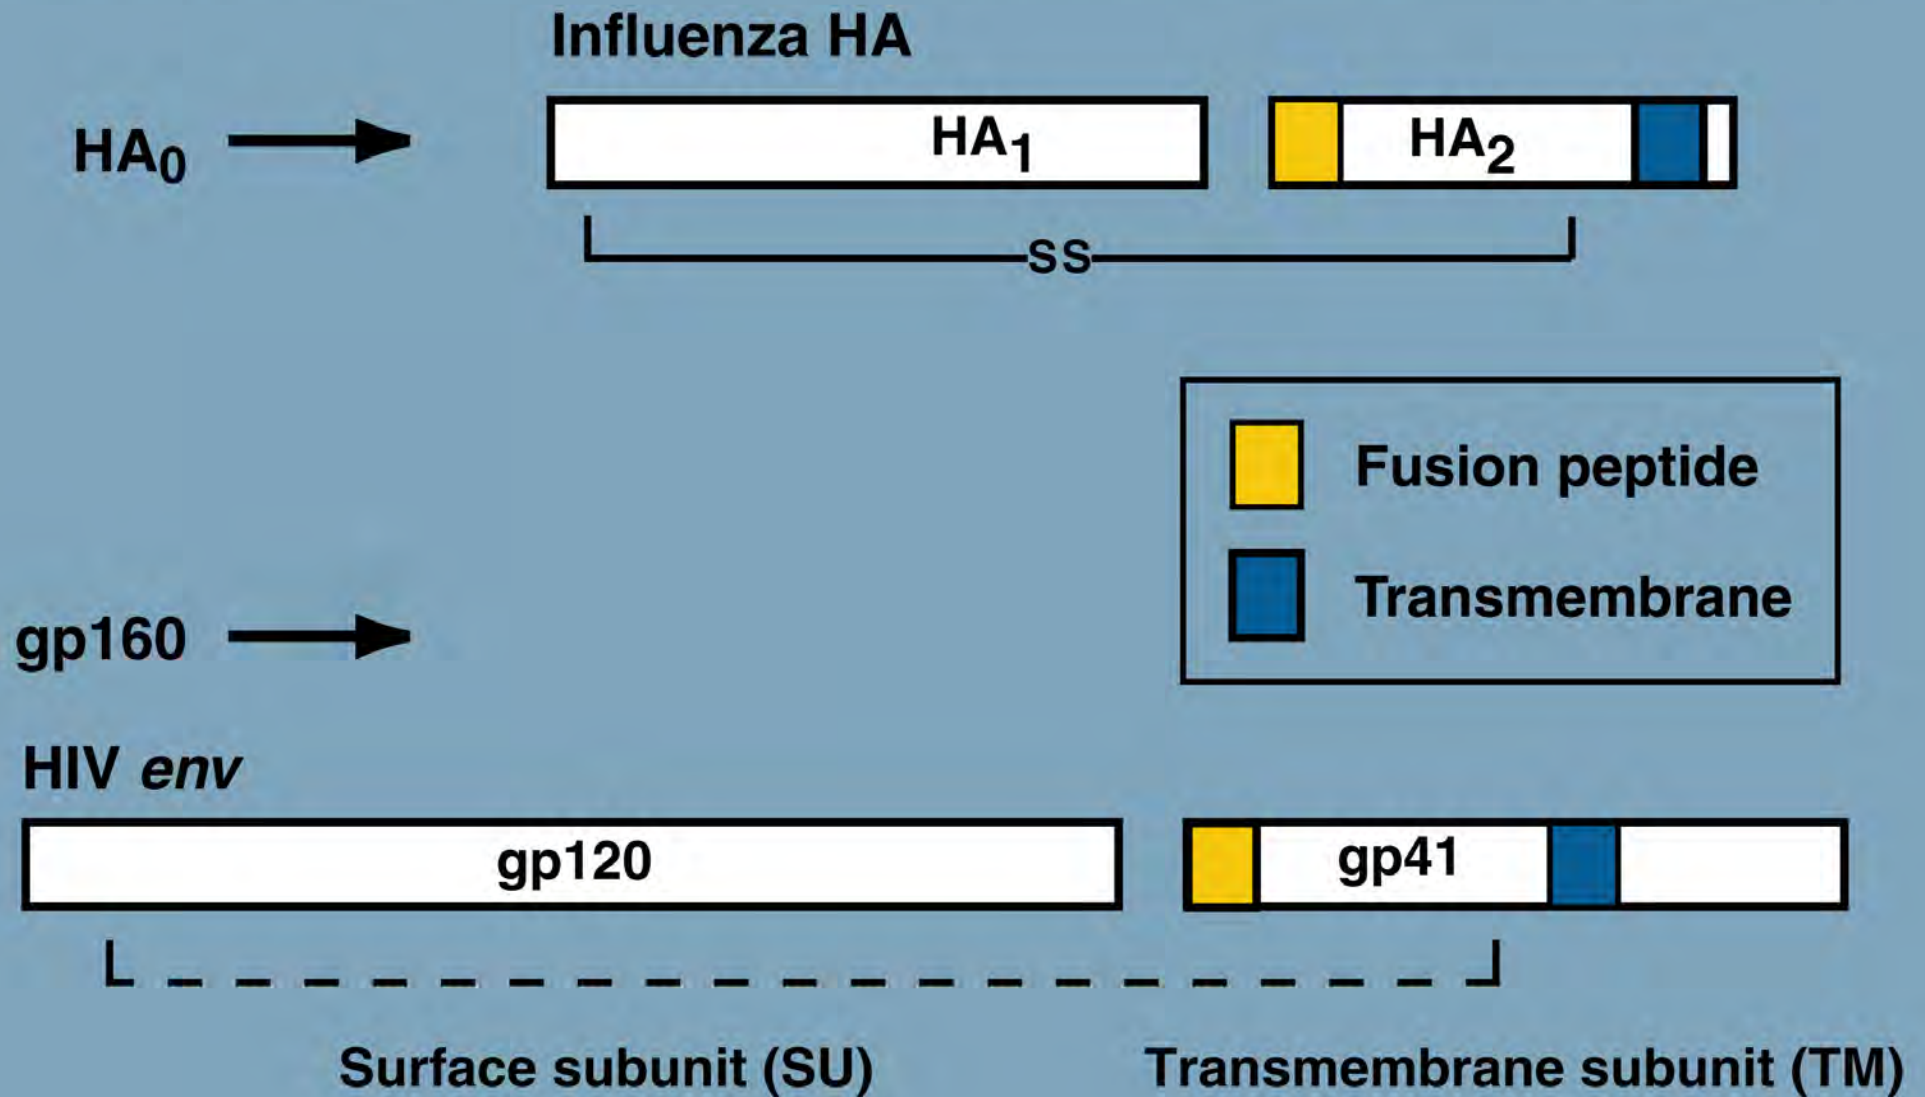 Influenza HA
HA0
HA1
HA2
SS
Fusion peptide
Transmembrane
gp160
HIV env
gp120
gp41
Surface subunit (SU)
Transmembrane subunit (TM)